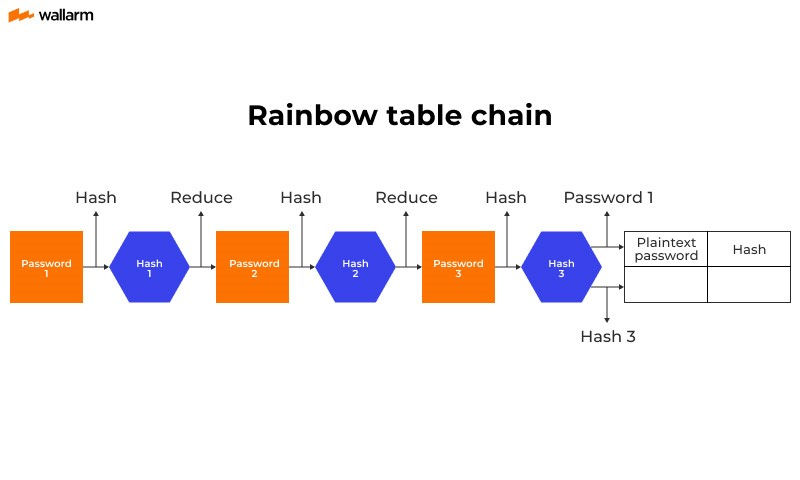 wallarm
Rainbow table chain
Hash
Reduce
Hash
Reduce
Hash
Password 1
Password
1
Hash
1
Password
2
Hash
2
Password
3
Hash
3
Plaintext
password
Hash
Hash 3